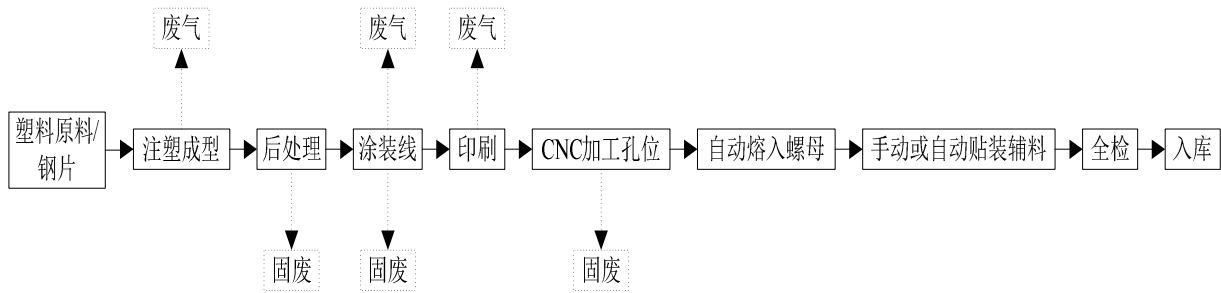 废气
废气
废气
塑料原料/
钢片
注塑成型
后处理
涂装线
印刷
CNC加工孔位
自动熔入螺母
手动或自动贴装辅料
全检
入库
固废
固废
固废